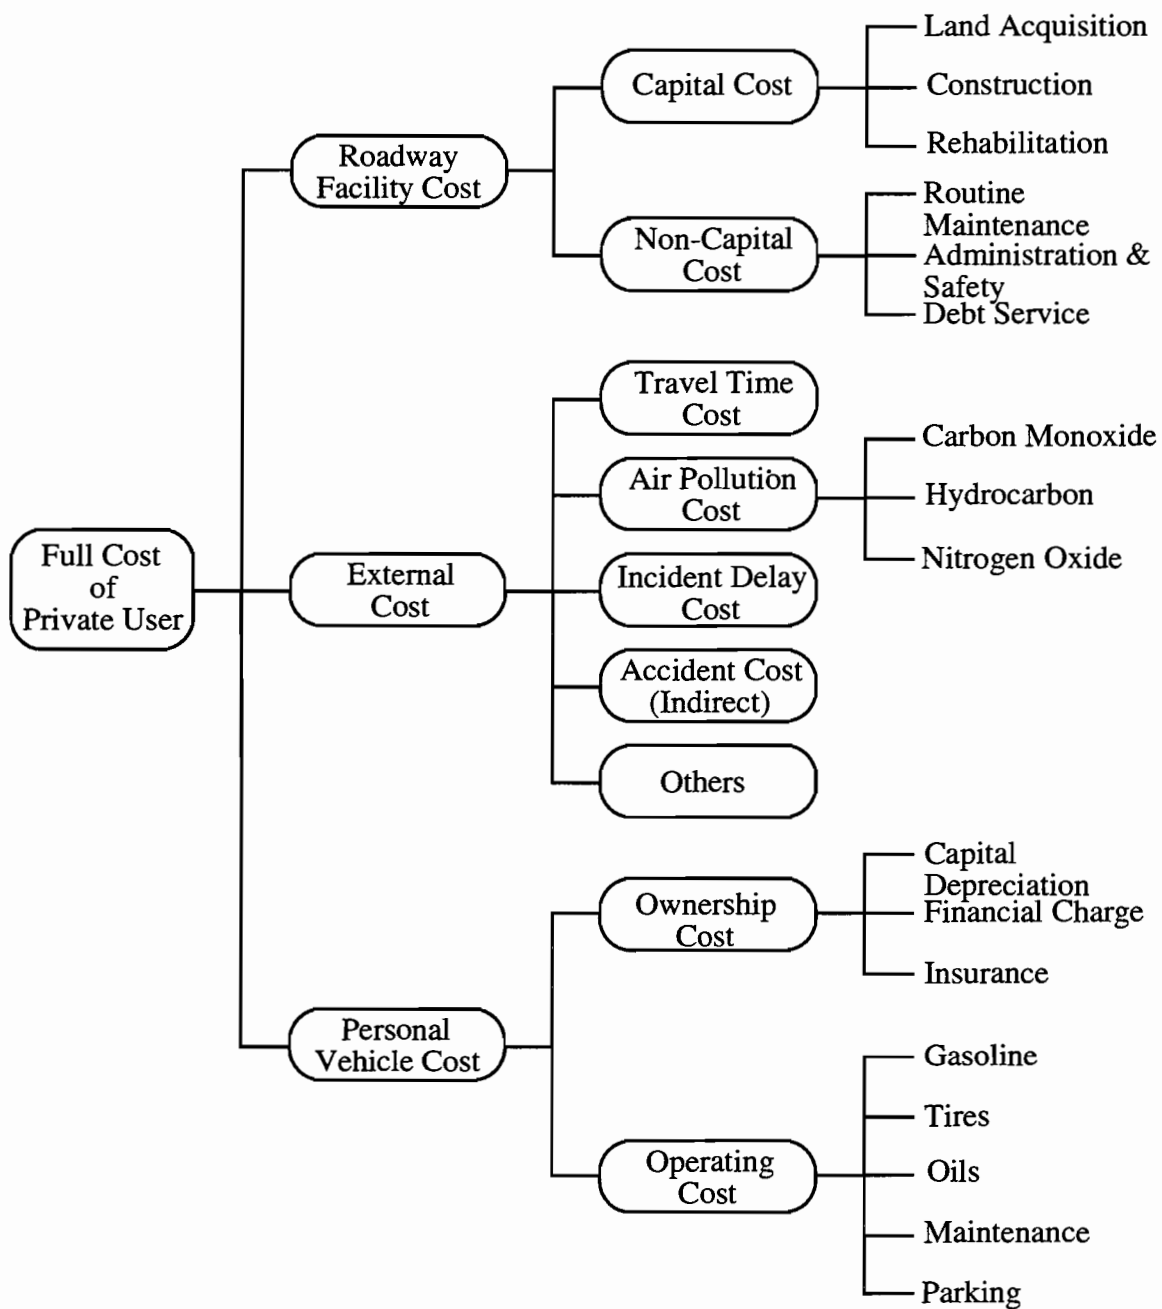 Full Cost
of
Private User
Roadway
Facility Cost
Capital Cost
Land Acquisition
Construction
Rehabilitation
Non-Capital
Cost
Routine
Maintenance
Administration &
Safety
Debt Service
External
Cost
Travel Time
Cost
Air Pollution
Cost
Carbon Monoxide
Hydrocarbon
Nitrogen Oxide
Incident Delay
Cost
Accident Cost
(Indirect)
Others
Personal
Vehicle Cost
Ownership
Cost
Capital
Depreciation
Financial Charge
Insurance
Operating
Cost
Gasoline
Tires
Oils
Maintenance
Parking